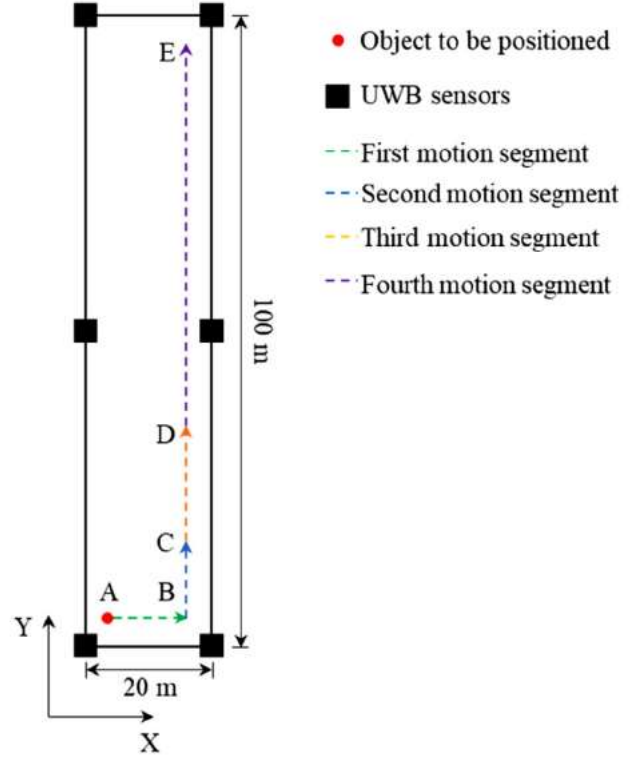 E
D
C
A
B
Y
X
20 m
100 m
Object to be positioned
UWB sensors
First motion segment
Second motion segment
Third motion segment
Fourth motion segment